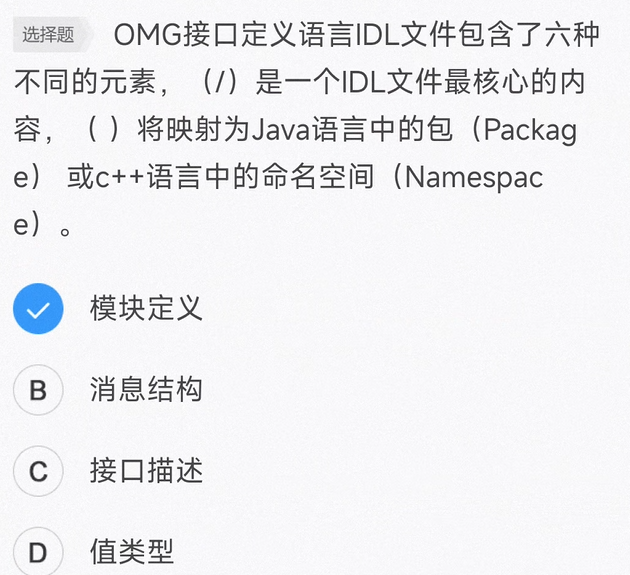 选择题 OMG接口定义语言IDL文件包含了六种
不同的元素，（/）是一个IDL文件最核心的内
容，（ ）将映射为Java语言中的包（Packag
e） 或c++语言中的命名空间（Namespac
e）。
模块定义
B 消息结构
C 接口描述
D 值类型